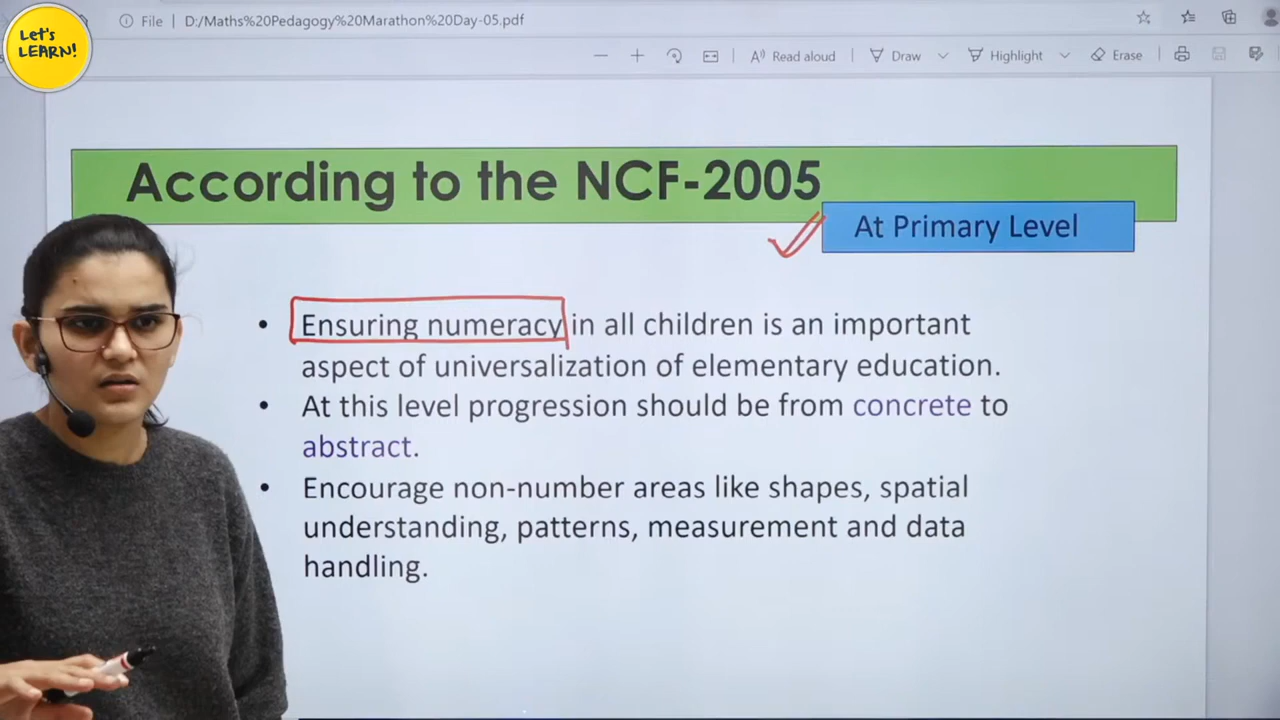 Let's
LEARN!
File D:/Maths%20Pedagogy%20Marathon%20Day-05.pdf
Read aloud Draw Highlight Erase
According to the NCF-2005
At Primary Level
• Ensuring numeracy in all children is an important
aspect of universalization of elementary education.
• At this level progression should be from concrete to
abstract.
• Encourage non-number areas like shapes, spatial
understanding, patterns, measurement and data
handling.